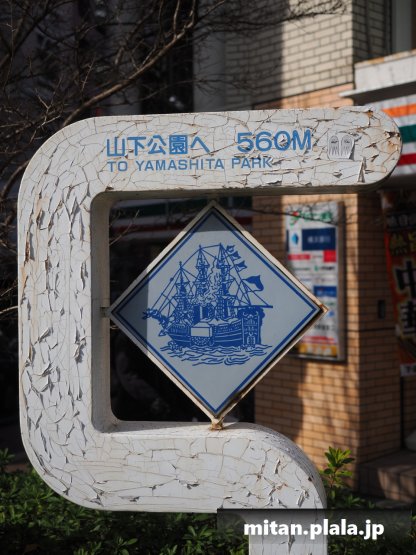 山下公園へ 560M
TO YAMASHITA PARK
mitan.plala.jp